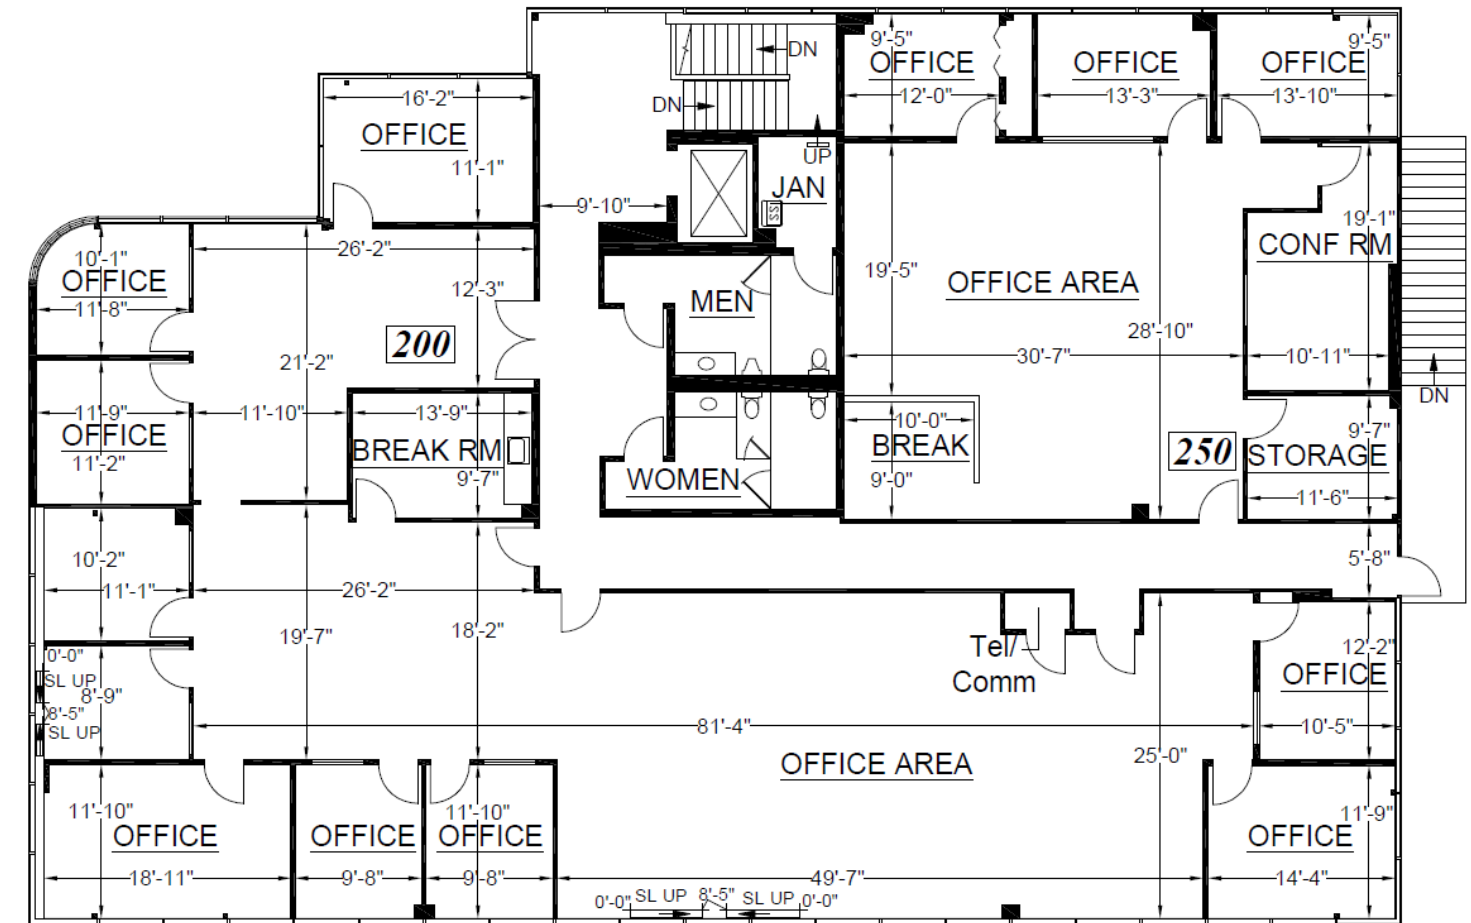 DN
9'-5"
OFFICE
12'-0"
OFFICE
13'-3"
9'-5"
OFFICE
13'-10"
16'-2"
OFFICE
11'-1"
DN
UP
JAN
9'-10"
19'-1"
CONF RM
10'-11"
DN
10'-1"
OFFICE
11'-8"
26'-2"
12'-3"
200
21'-2"
MEN
19'-5"
OFFICE AREA
28'-10"
30'-7"
11'-9"
OFFICE
11'-2"
11'-10"
13'-9"
BREAK RM
9'-7"
WOMEN
10'-0"
BREAK
9'-0"
250
9'-7"
STORAGE
11'-6"
10'-2"
11'-1"
26'-2"
19'-7"
18'-2"
5'-8"
Tel/
Comm
12'-2"
OFFICE
10'-5"
0'-0"
SL UP
8'-9"
8'-5"
SL UP
81'-4"
OFFICE AREA
25'-0"
11'-10"
OFFICE
18'-11"
OFFICE
9'-8"
11'-10"
OFFICE
9'-8"
49'-7"
11'-9"
OFFICE
14'-4"
0'-0" SL UP 8'-5" SL UP 0'-0"